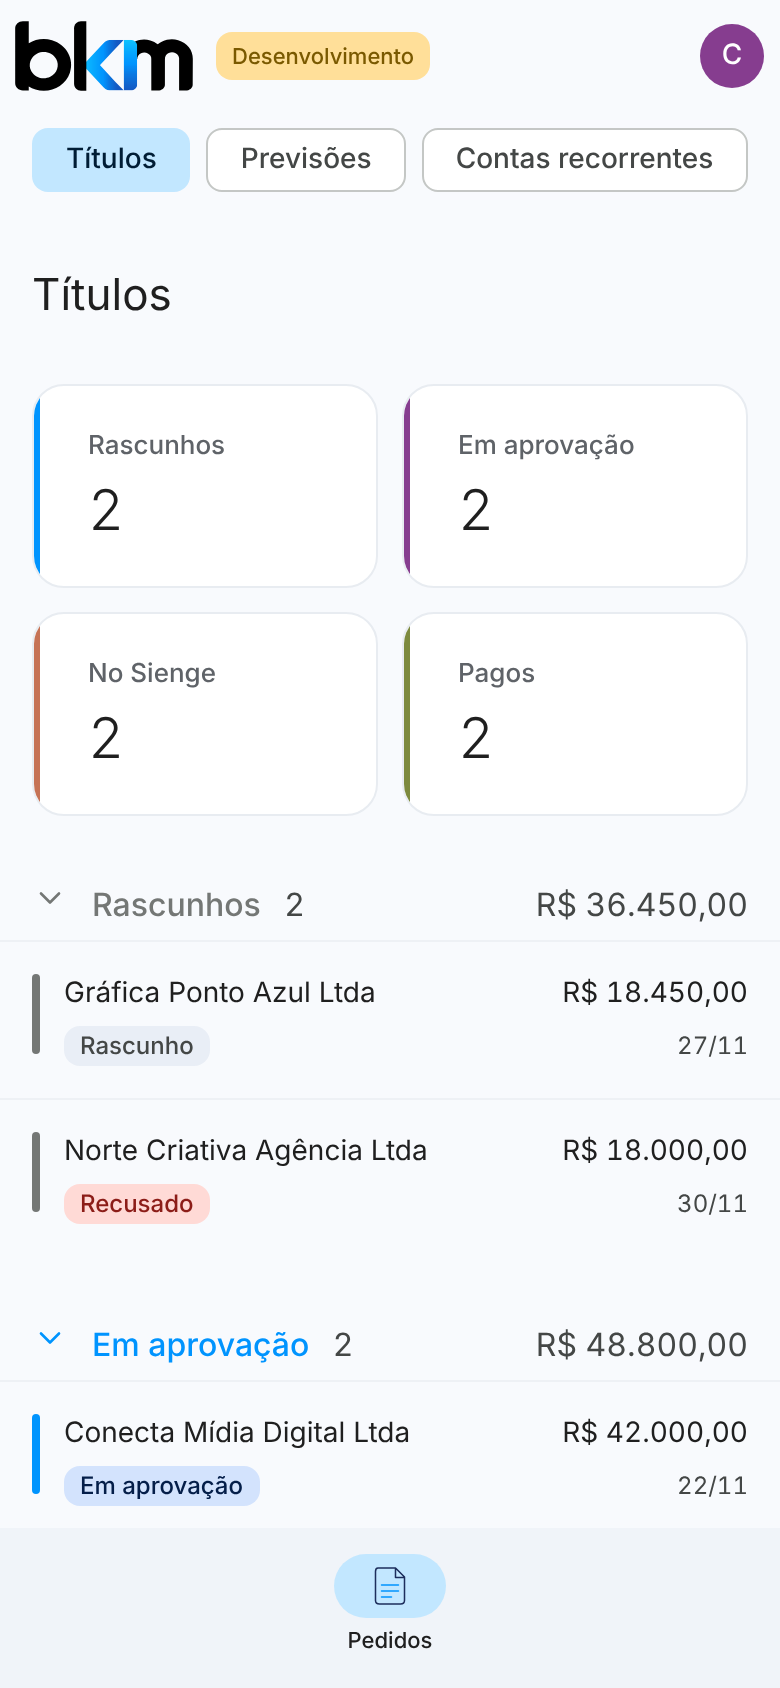 bkm Desenvolvimento C
Títulos Previsões Contas recorrentes
Títulos
Rascunhos
2
Em aprovação
2
No Sienge
2
Pagos
2
Rascunhos 2 R$ 36.450,00
Gráfica Ponto Azul Ltda R$ 18.450,00
Rascunho 27/11
Norte Criativa Agência Ltda R$ 18.000,00
Recusado 30/11
Em aprovação 2 R$ 48.800,00
Conecta Mídia Digital Ltda R$ 42.000,00
Em aprovação 22/11
Pedidos